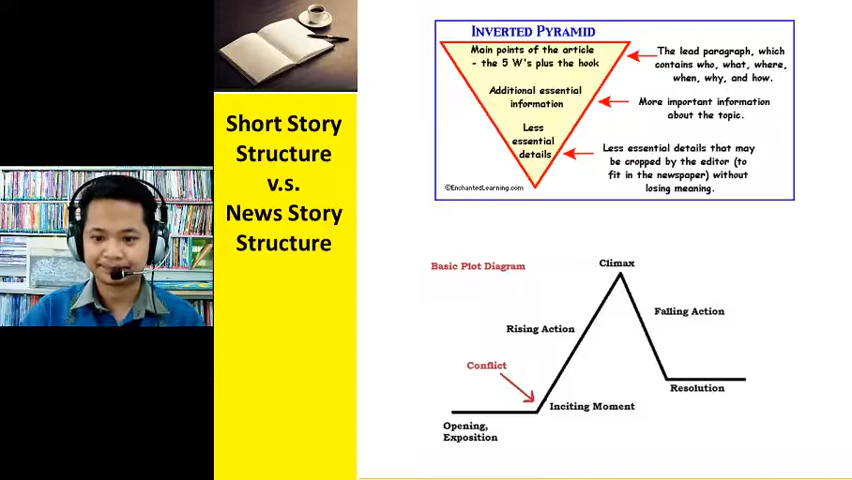 Short Story
Structure
v.s.
News Story
Structure
INVERTED PYRAMID
Main points of the article
- the 5 W's plus the hook
Additional essential
information
Less
essential
details
The lead paragraph, which
contains who, what, where,
when, why, and how.
More important information
about the topic.
Less essential details that may
be cropped by the editor (to
fit in the newspaper) without
losing meaning.
©EnchantedLearning.com
Basic Plot Diagram
Climax
Rising Action
Falling Action
Conflict
Inciting Moment
Resolution
Opening,
Exposition